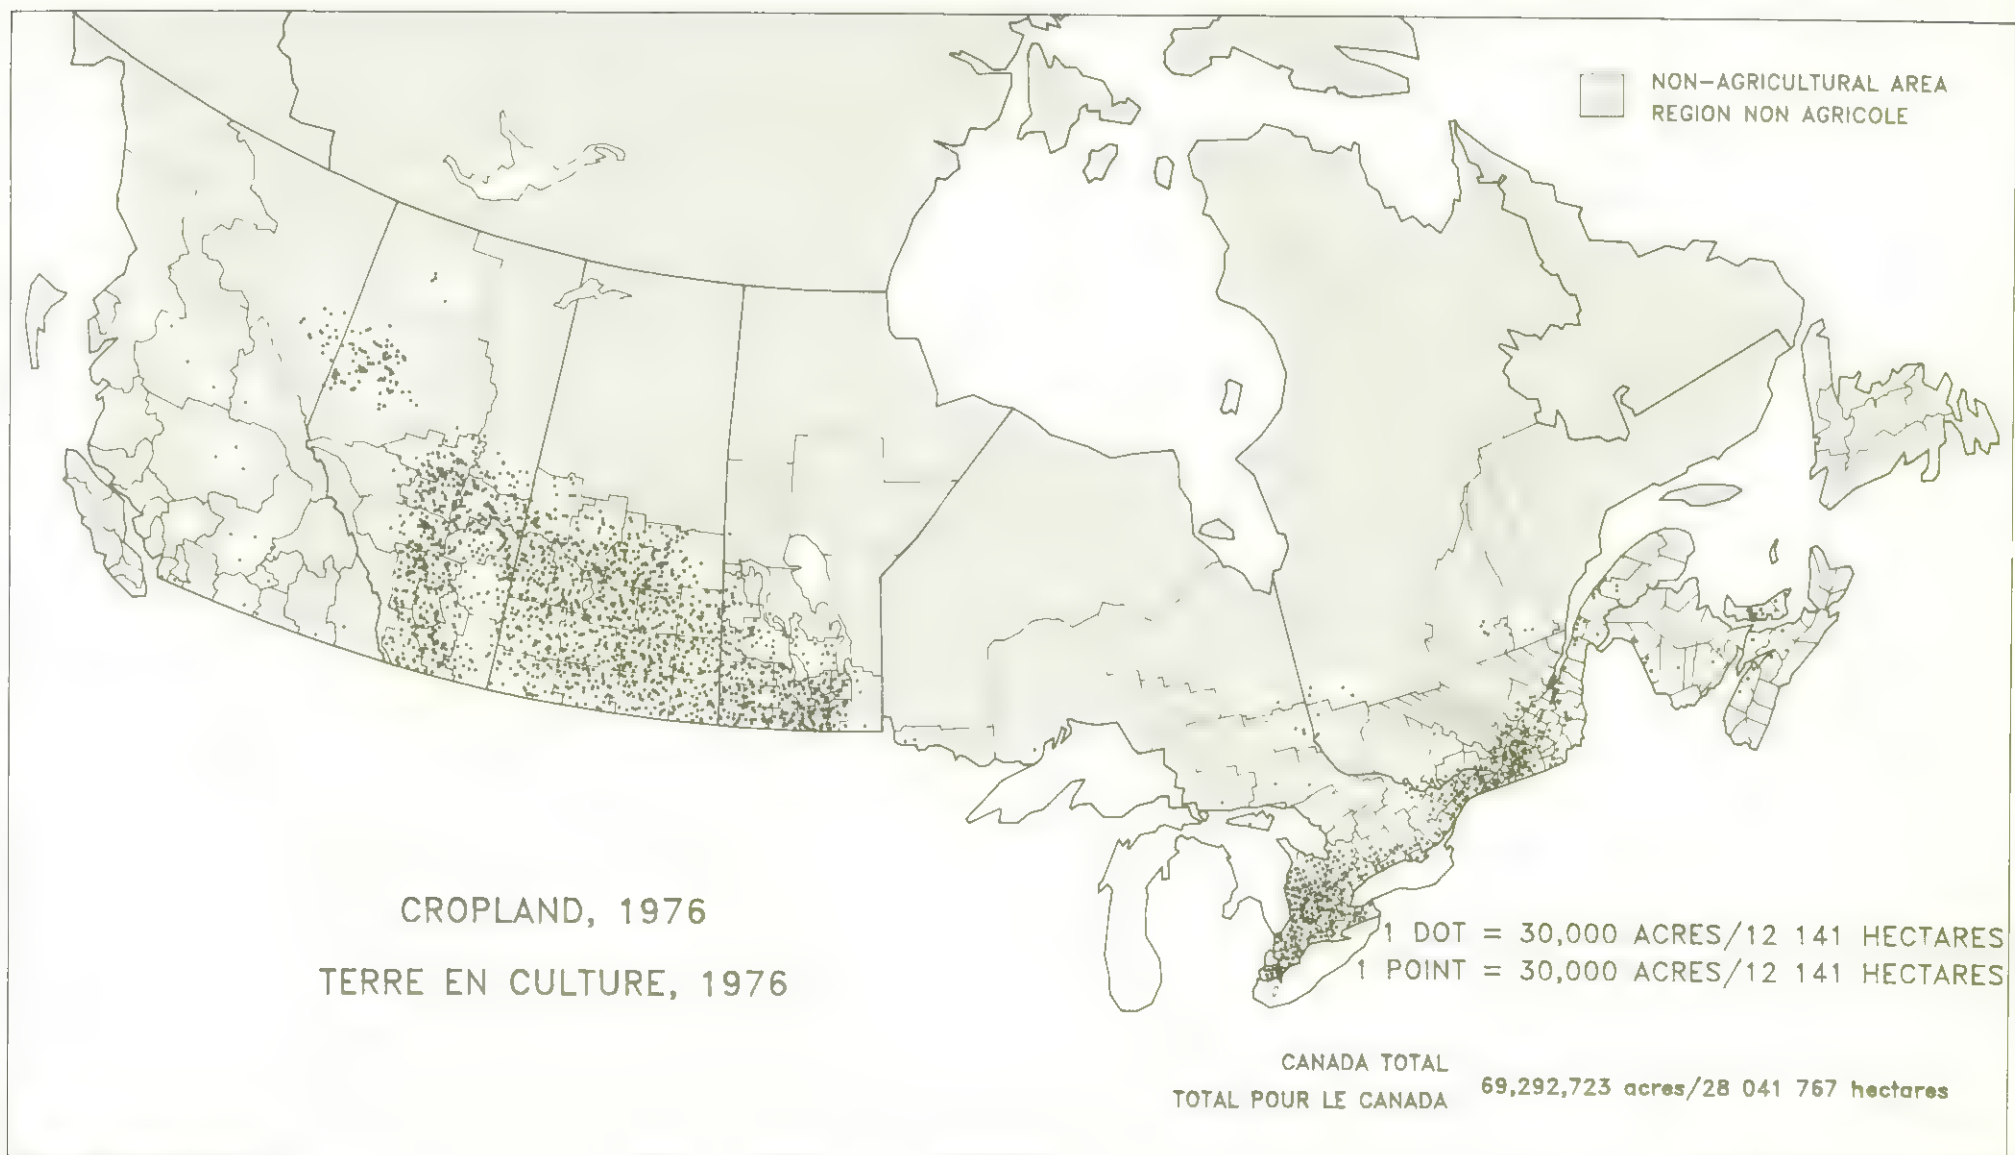 NON-AGRICULTURAL AREA
REGION NON AGRICOLE
CROPLAND, 1976
TERRE EN CULTURE, 1976
1 DOT = 30,000 ACRES/12 141 HECTARES
1 POINT = 30,000 ACRES/12 141 HECTARES
CANADA TOTAL
TOTAL POUR LE CANADA
69,292,723 acres/28 041 767 hectares